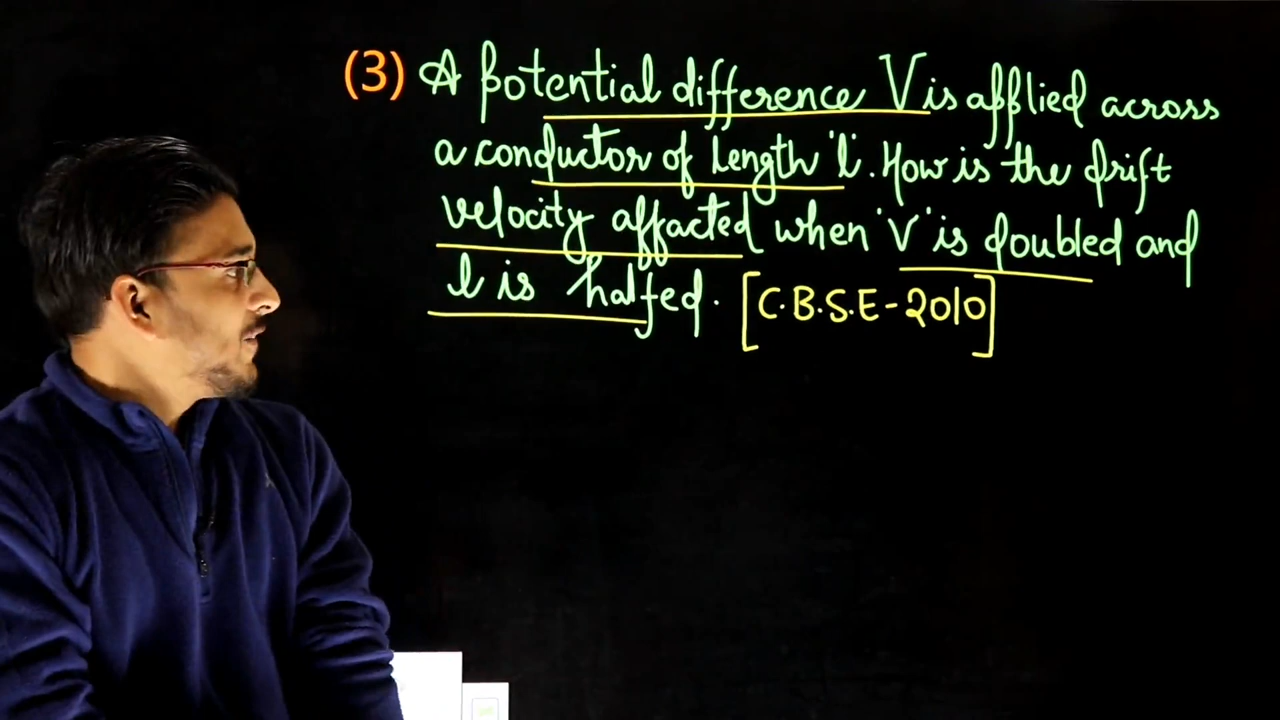 (3) A potential difference V is applied across
a conductor of Length 'l'. How is the drift
velocity affacted when 'V' is doubled and
l is halfed. [C.B.S.E-2010]